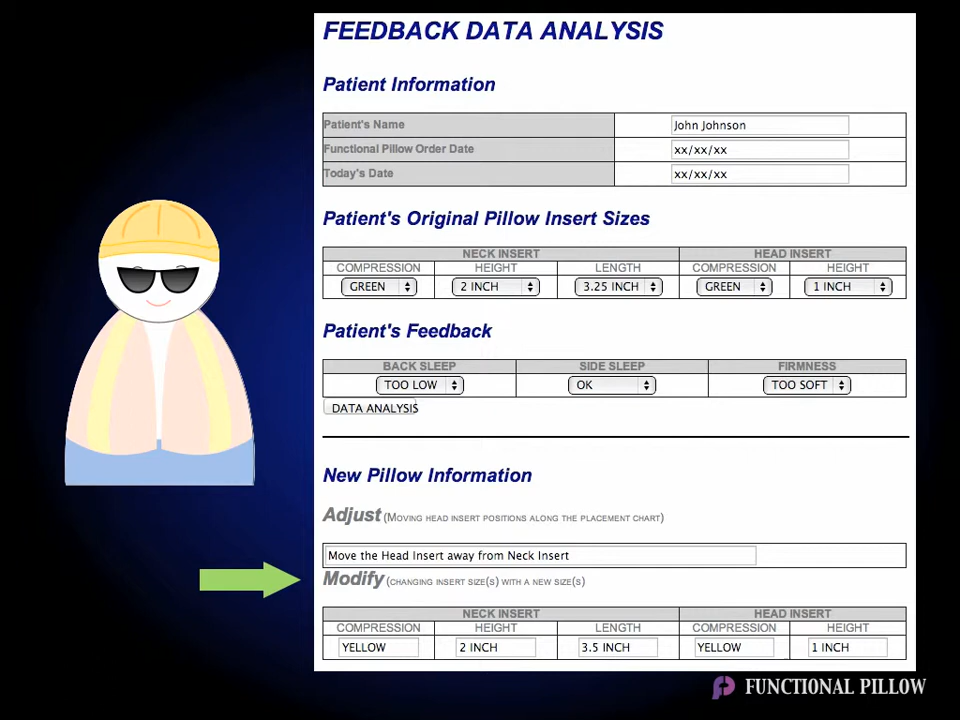 FEEDBACK DATA ANALYSIS
Patient Information
Patient's Name John Johnson
Functional Pillow Order Date xx/xx/xx
Today's Date xx/xx/xx
Patient's Original Pillow Insert Sizes
NECK INSERT HEAD INSERT
COMPRESSION HEIGHT LENGTH COMPRESSION HEIGHT
GREEN 2 INCH 3.25 INCH GREEN 1 INCH
Patient's Feedback
BACK SLEEP SIDE SLEEP FIRMNESS
TOO LOW OK TOO SOFT
DATA ANALYSIS
New Pillow Information
Adjust (MOVING HEAD INSERT POSITIONS ALONG THE PLACEMENT CHART)
Move the Head Insert away from Neck Insert
Modify (CHANGING INSERT SIZE(S) WITH A NEW SIZE(S)
NECK INSERT HEAD INSERT
COMPRESSION HEIGHT LENGTH COMPRESSION HEIGHT
YELLOW 2 INCH 3.5 INCH YELLOW 1 INCH
FUNCTIONAL PILLOW